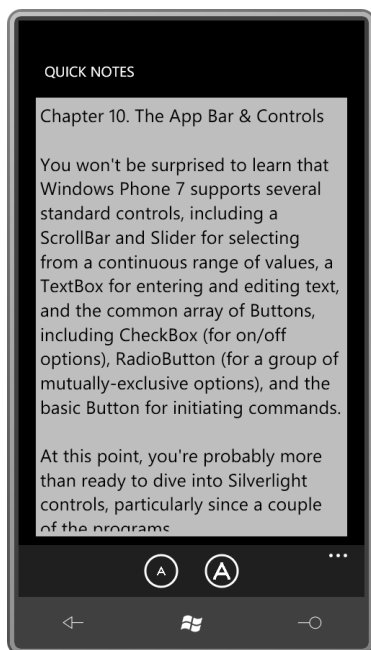 QUICK NOTES
Chapter 10. The App Bar & Controls
You won't be surprised to learn that
Windows Phone 7 supports several
standard controls, including a
ScrollBar and Slider for selecting
from a continuous range of values, a
TextBox for entering and editing text,
and the common array of Buttons,
including CheckBox (for on/off
options), RadioButton (for a group of
mutually-exclusive options), and the
basic Button for initiating commands.
At this point, you're probably more
than ready to dive into Silverlight
controls, particularly since a couple
of the programs
A A